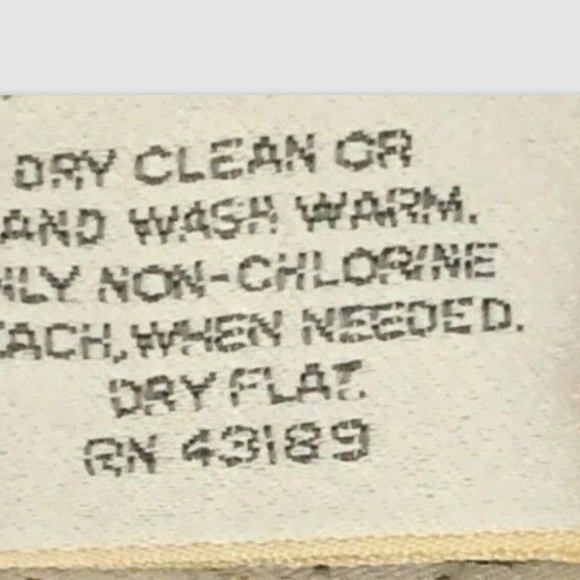 DRY CLEAN OR
AND WASH WARM.
NLY NON-CHLORINE
EACH, WHEN NEEDED.
DRY FLAT.
RN 43189